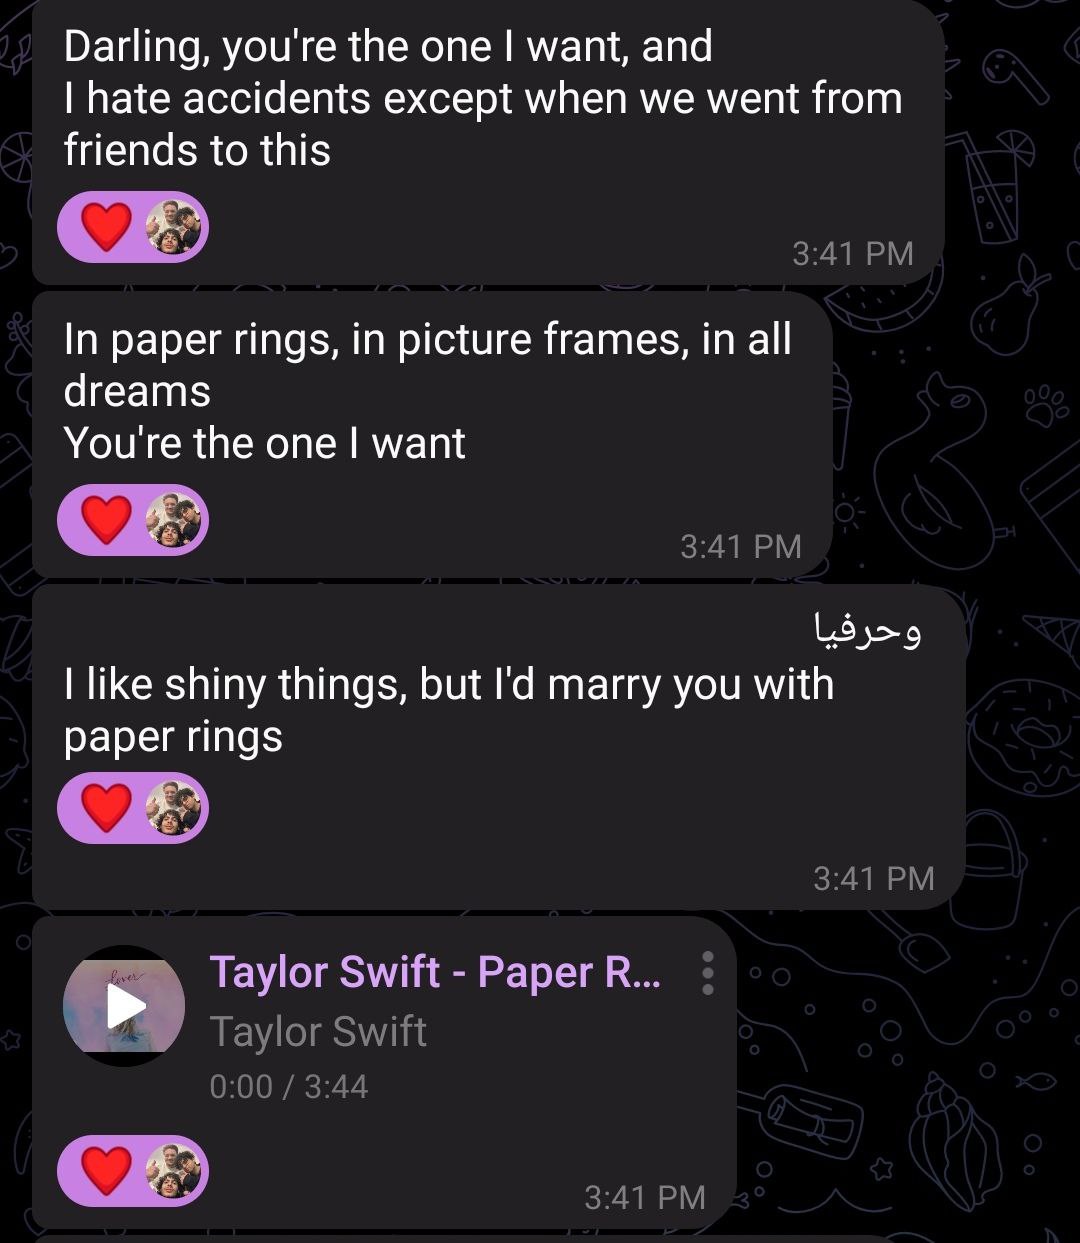 Darling, you're the one I want, and
I hate accidents except when we went from
friends to this
❤️
3:41 PM
In paper rings, in picture frames, in all
dreams
You're the one I want
❤️
3:41 PM
وحرفيا
I like shiny things, but I'd marry you with
paper rings
❤️
3:41 PM
lover
Taylor Swift - Paper R...
Taylor Swift
0:00 / 3:44
❤️
3:41 PM